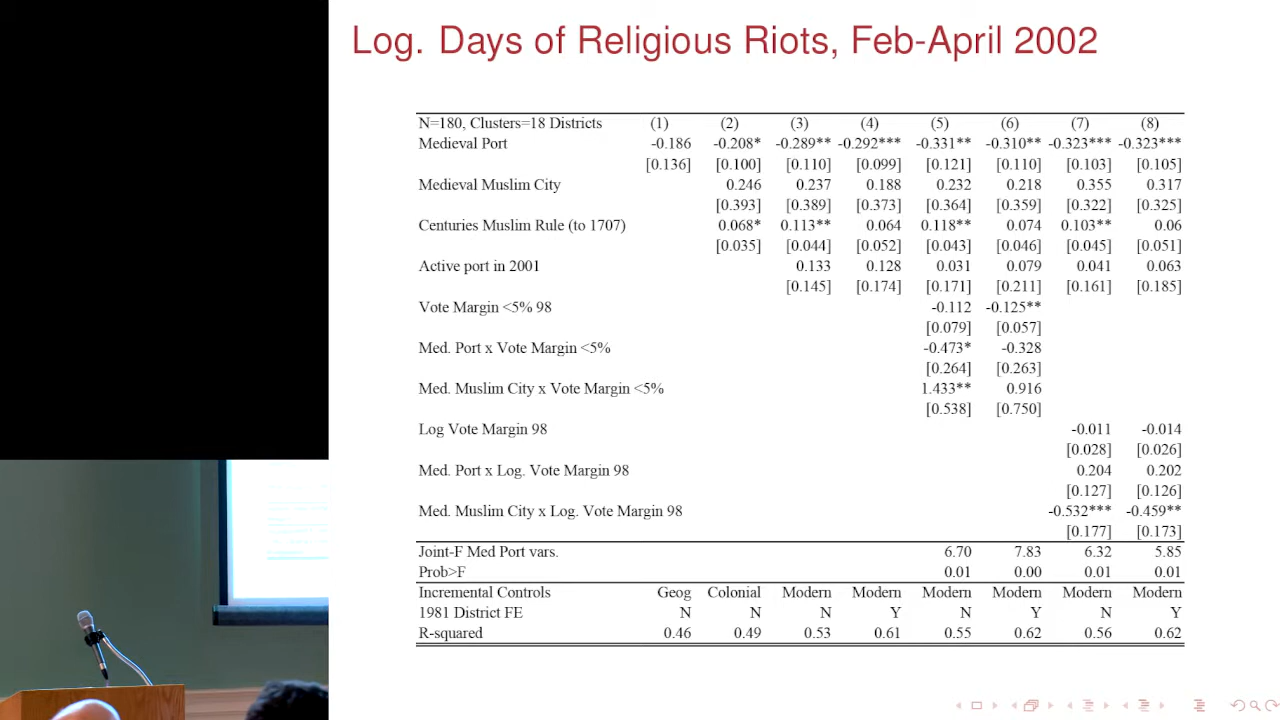 Log. Days of Religious Riots, Feb-April 2002
N=180, Clusters=18 Districts (1) (2) (3) (4) (5) (6) (7) (8)
Medieval Port -0.186 -0.208* -0.289** -0.292*** -0.331** -0.310** -0.323*** -0.323***
[0.136] [0.100] [0.110] [0.099] [0.121] [0.110] [0.103] [0.105]
Medieval Muslim City 0.246 0.237 0.188 0.232 0.218 0.355 0.317
[0.393] [0.389] [0.373] [0.364] [0.359] [0.322] [0.325]
Centuries Muslim Rule (to 1707) 0.068* 0.113** 0.064 0.118** 0.074 0.103** 0.06
[0.035] [0.044] [0.052] [0.043] [0.046] [0.045] [0.051]
Active port in 2001 0.133 0.128 0.031 0.079 0.041 0.063
[0.145] [0.174] [0.171] [0.211] [0.161] [0.185]
Vote Margin <5% 98 -0.112 -0.125**
[0.079] [0.057]
Med. Port x Vote Margin <5% -0.473* -0.328
[0.264] [0.263]
Med. Muslim City x Vote Margin <5% 1.433** 0.916
[0.538] [0.750]
Log Vote Margin 98 -0.011 -0.014
[0.028] [0.026]
Med. Port x Log. Vote Margin 98 0.204 0.202
[0.127] [0.126]
Med. Muslim City x Log. Vote Margin 98 -0.532*** -0.459**
[0.177] [0.173]
Joint-F Med Port vars. 6.70 7.83 6.32 5.85
Prob>F 0.01 0.00 0.01 0.01
Incremental Controls Geog Colonial Modern Modern Modern Modern Modern Modern
1981 District FE N N N Y N Y N Y
R-squared 0.46 0.49 0.53 0.61 0.55 0.62 0.56 0.62